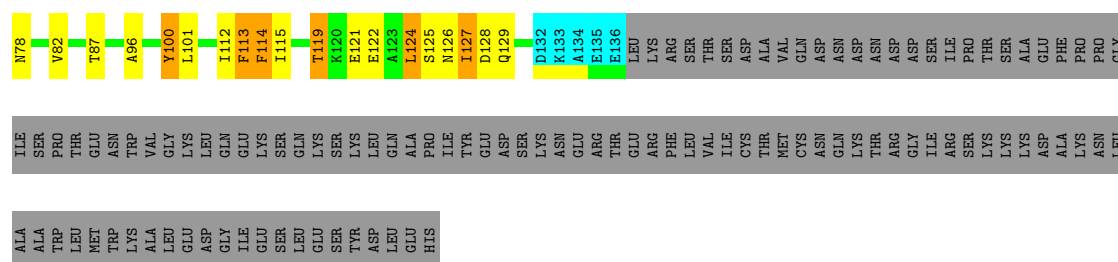 N78 V82 T87 A96 Y100 L101 I112 F113 F114 I115 T119 K120 E121 E122 A123 L124 S125 N126 I127 D128 Q129 D132 K133 A134 E135 E136 LEU LYS ARG SER THR SER ASP ALA VAL GLN ASP ASN ASP ASN ASP ASP SER ILE PRO THR SER ALA GLU PHE PRO PRO GLY
ILE SER PRO THR GLU ASN TRP VAL GLY LYS LEU GLN GLU LYS SER GLN LYS SER LYS LEU GLN ALA PRO ILE TYR GLU ASP SER LYS ASN GLU ARG THR GLU ARG PHE LEU VAL ILE CYS THR MET CYS ASN GLN LYS THR ARG GLY ILE ARG SER LYS LYS LYS ASP ALA LYS ASN LEU
ALA ALA TRP LEU MET TRP LYS ALA LEU GLU ASP GLY ILE GLU SER LEU GLU SER TYR ASP LEU GLU HIS